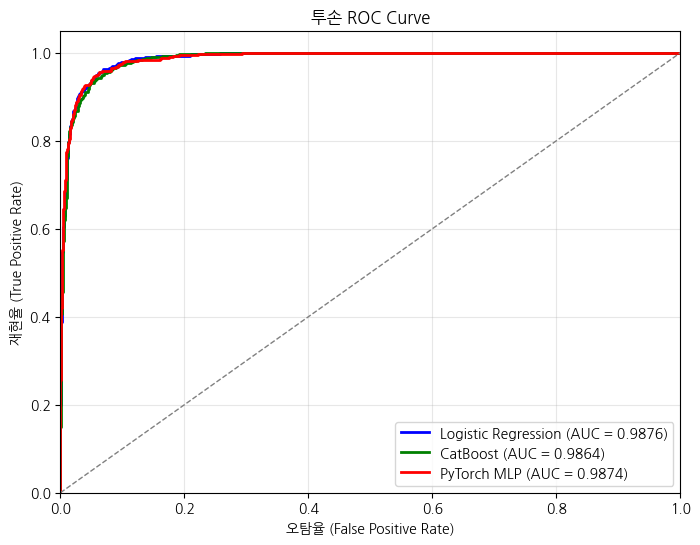 투손 ROC Curve
재현율 (True Positive Rate)
1.0
0.8
0.6
0.4
0.2
0.0
0.0 0.2 0.4 0.6 0.8 1.0
오탐율 (False Positive Rate)
Logistic Regression (AUC = 0.9876)
CatBoost (AUC = 0.9864)
PyTorch MLP (AUC = 0.9874)